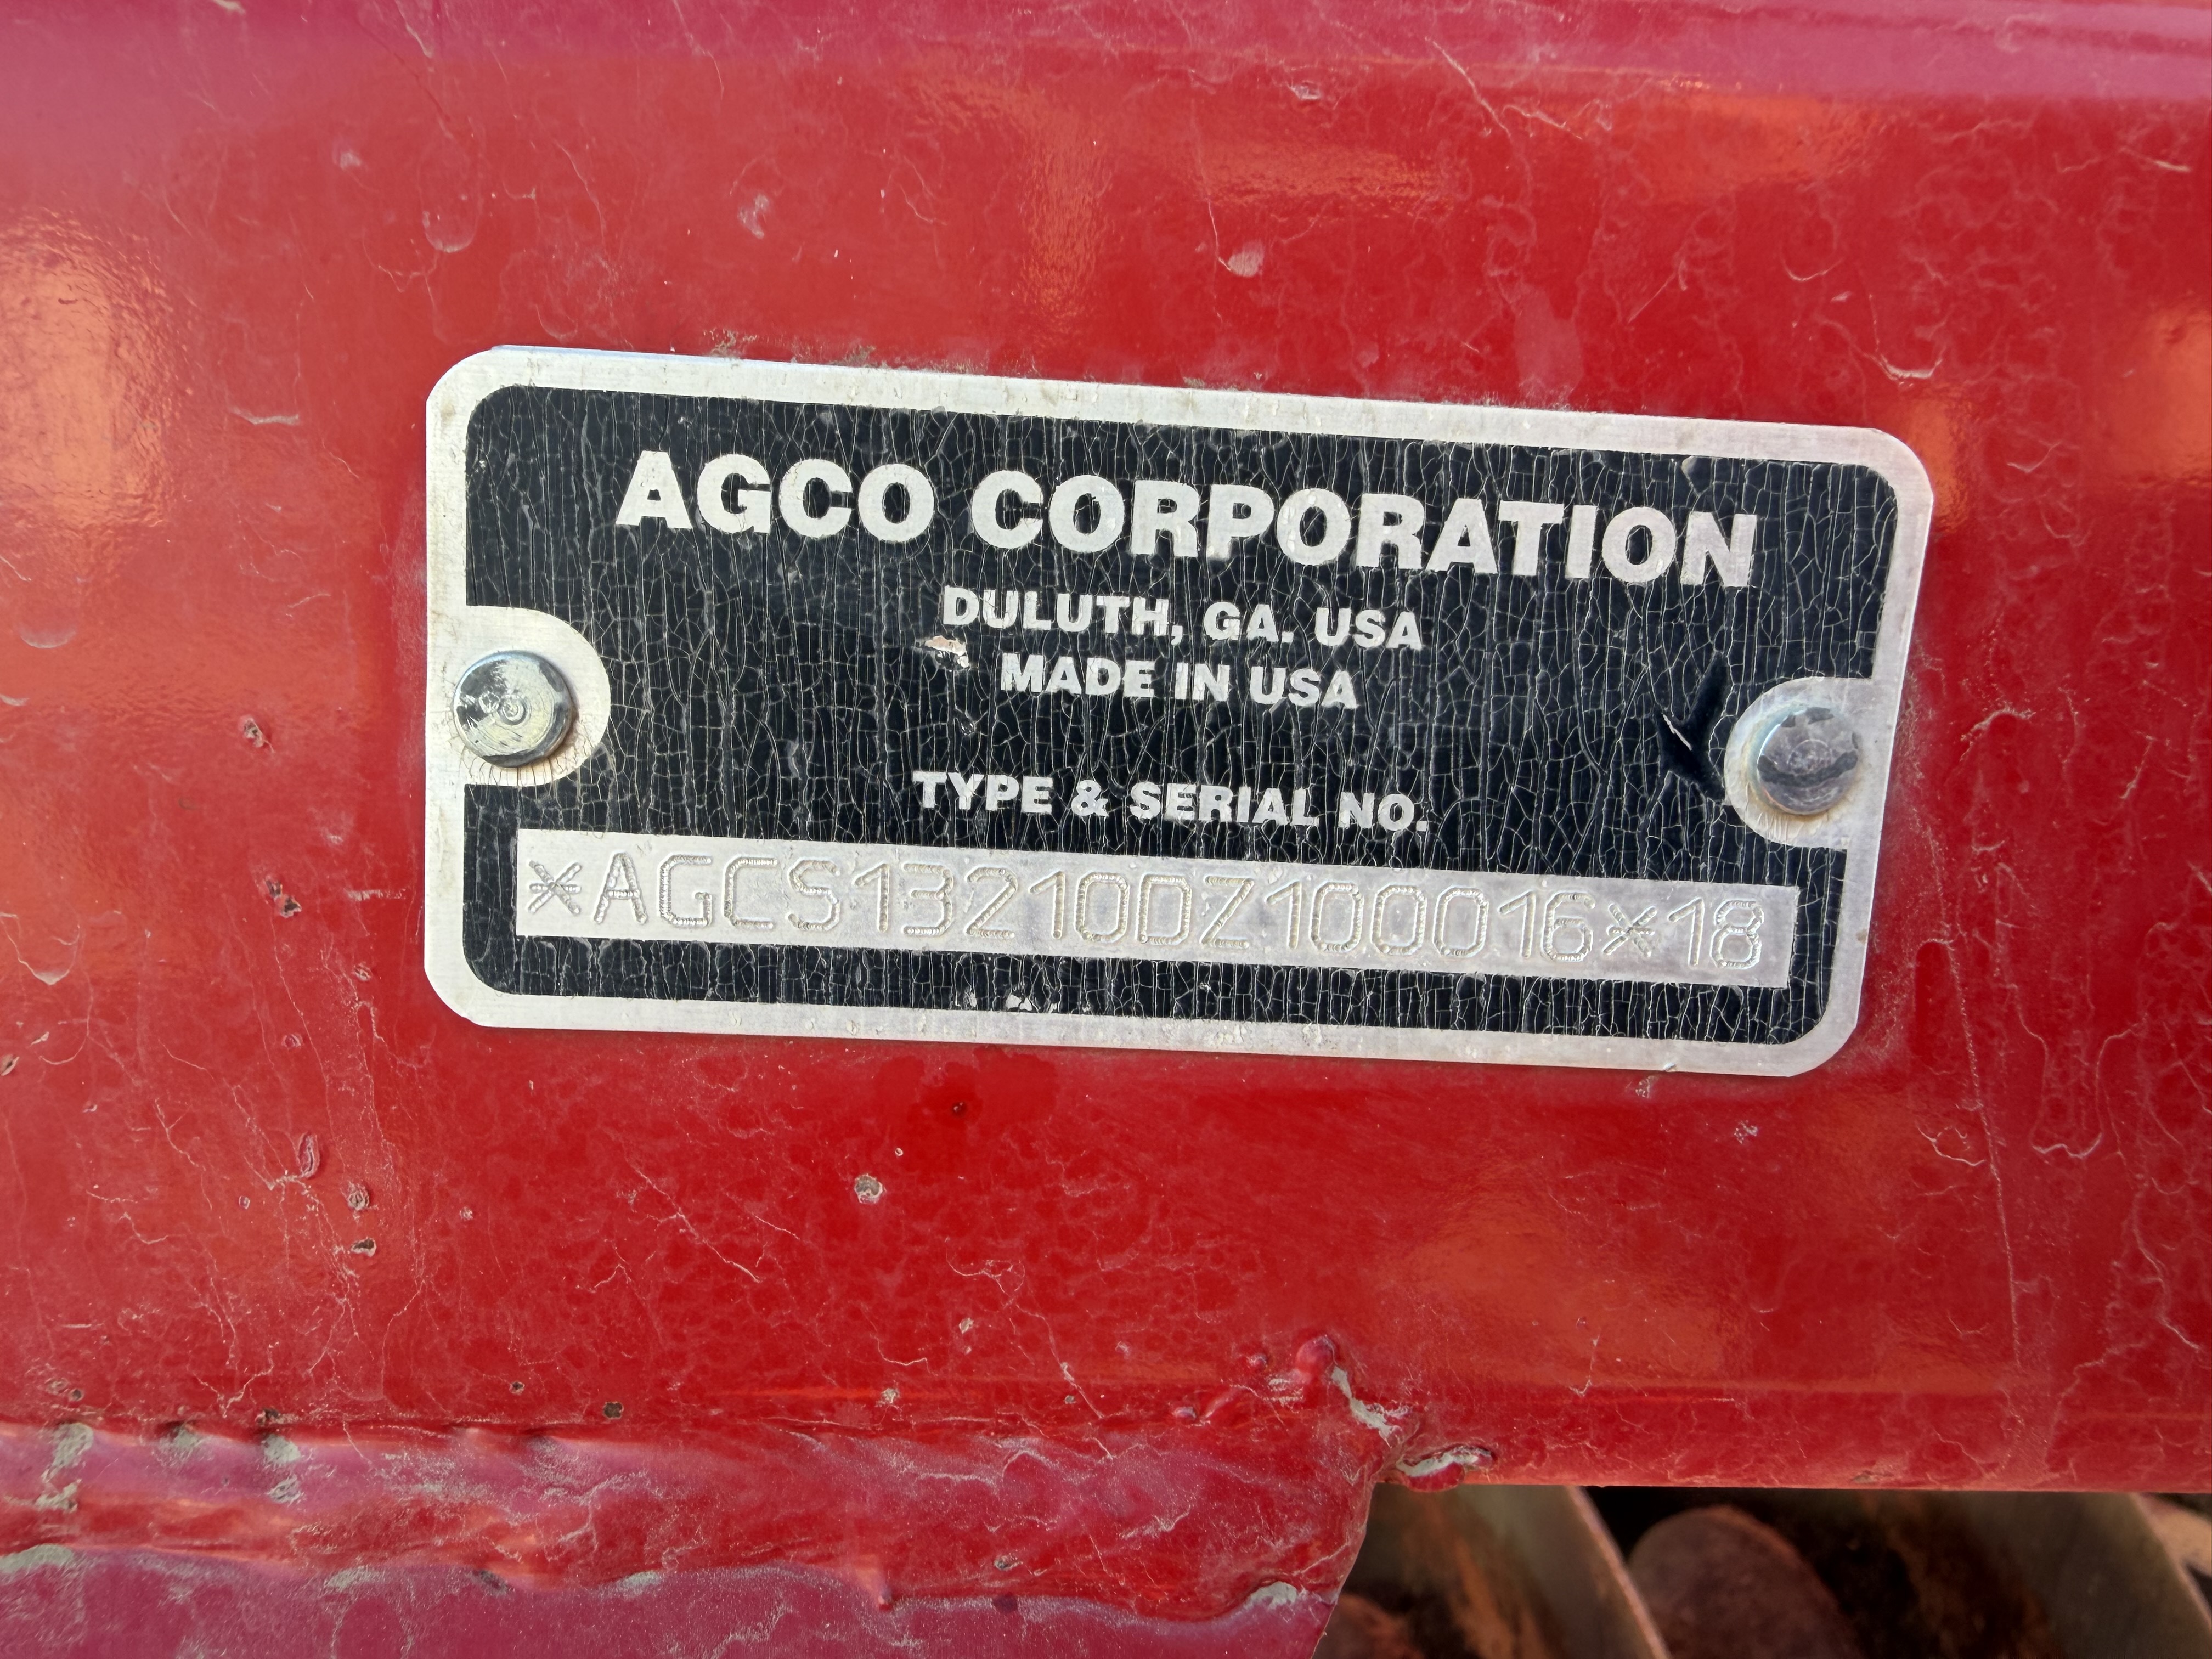 AGCO CORPORATION
DULUTH, GA. USA
MADE IN USA
TYPE & SERIAL NO.
*AGCS13210DZ100016*18